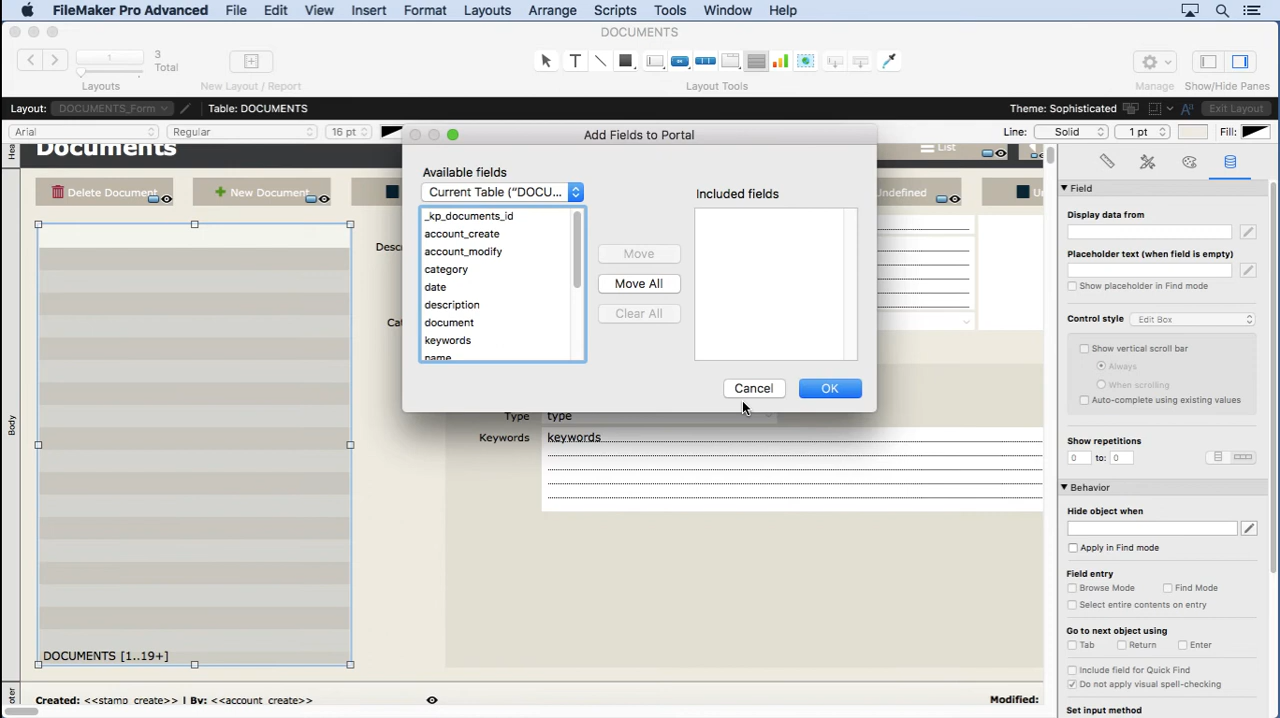 FileMaker Pro Advanced File Edit View Insert Format Layouts Arrange Scripts Tools Window Help
DOCUMENTS
1
3
Total
Layouts
New Layout / Report
Layout Tools
Manage
Show/Hide Panes
Layout: DOCUMENTS_Form Table: DOCUMENTS
Theme: Sophisticated
Exit Layout
Arial Regular 16 pt
Line: Solid 1 pt Fill:
Documents
List
Delete Document
New Document
Undefined
Add Fields to Portal
Available fields
Current Table ("DOCU...
_kp_documents_id
account_create
account_modify
category
date
description
document
keywords
name
Move
Move All
Clear All
Included fields
Cancel
OK
Type type
Keywords keywords
DOCUMENTS [1..19+]
Body
Created: <<stamp_create>> | By: <<account_create>>
Modified:
Field
Display data from
Placeholder text (when field is empty)
Show placeholder in Find mode
Control style Edit Box
Show vertical scroll bar
Always
When scrolling
Auto-complete using existing values
Show repetitions
0 to: 0
Behavior
Hide object when
Apply in Find mode
Field entry
Browse Mode Find Mode
Select entire contents on entry
Go to next object using
Tab Return Enter
Include field for Quick Find
Do not apply visual spell-checking
Set input method